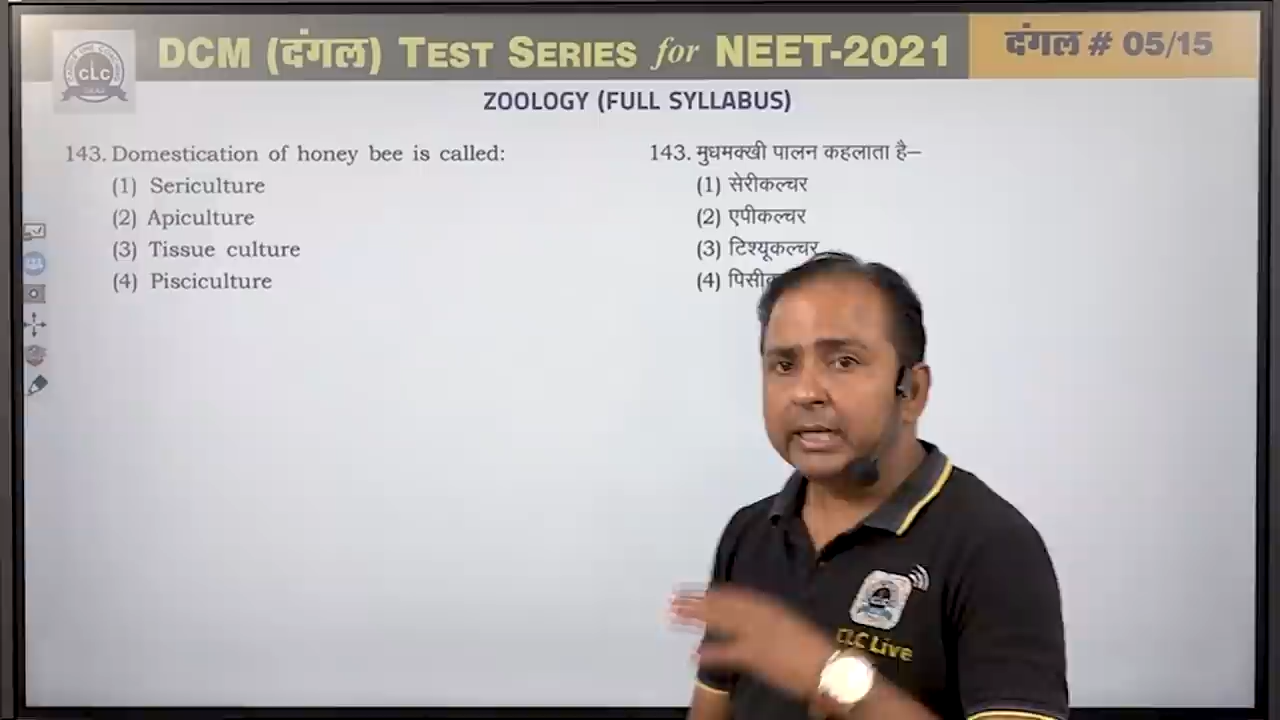 DCM (दंगल) TEST SERIES for NEET-2021
दंगल # 05/15
CLC
ZOOLOGY (FULL SYLLABUS)
143. Domestication of honey bee is called:
(1) Sericulture
(2) Apiculture
(3) Tissue culture
(4) Pisciculture
143. मुधमक्खी पालन कहलाता है–
(1) सेरीकल्चर
(2) एपीकल्चर
(3) टिश्यूकल्चर
(4)
CLC Live